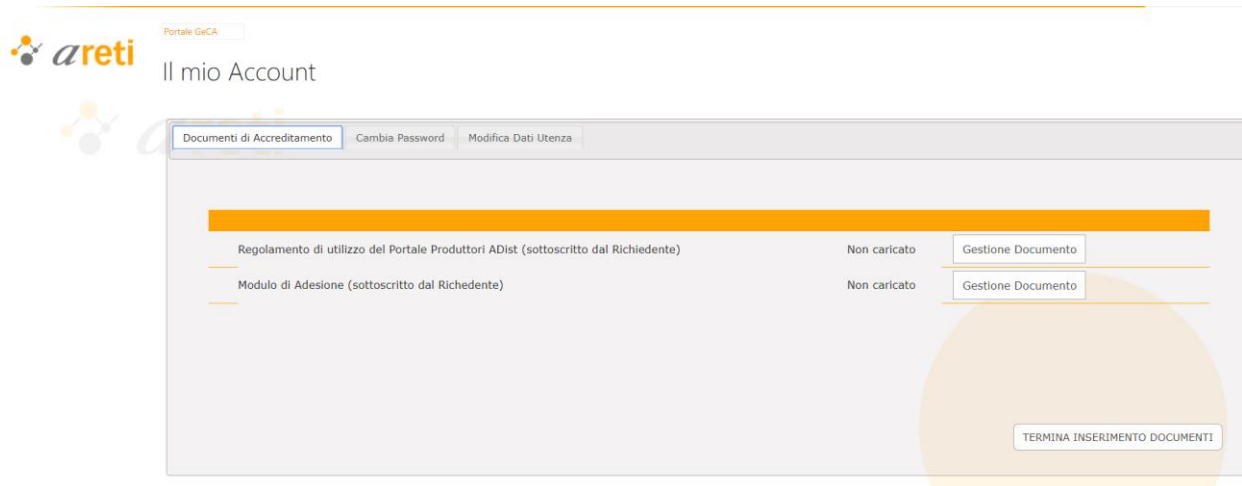 Portale GeCA
areti
Il mio Account
areti
Documenti di Accreditamento Cambia Password Modifica Dati Utenza
Regolamento di utilizzo del Portale Produttori ADist (sottoscritto dal Richiedente) Non caricato Gestione Documento
Modulo di Adesione (sottoscritto dal Richedente) Non caricato Gestione Documento
TERMINA INSERIMENTO DOCUMENTI